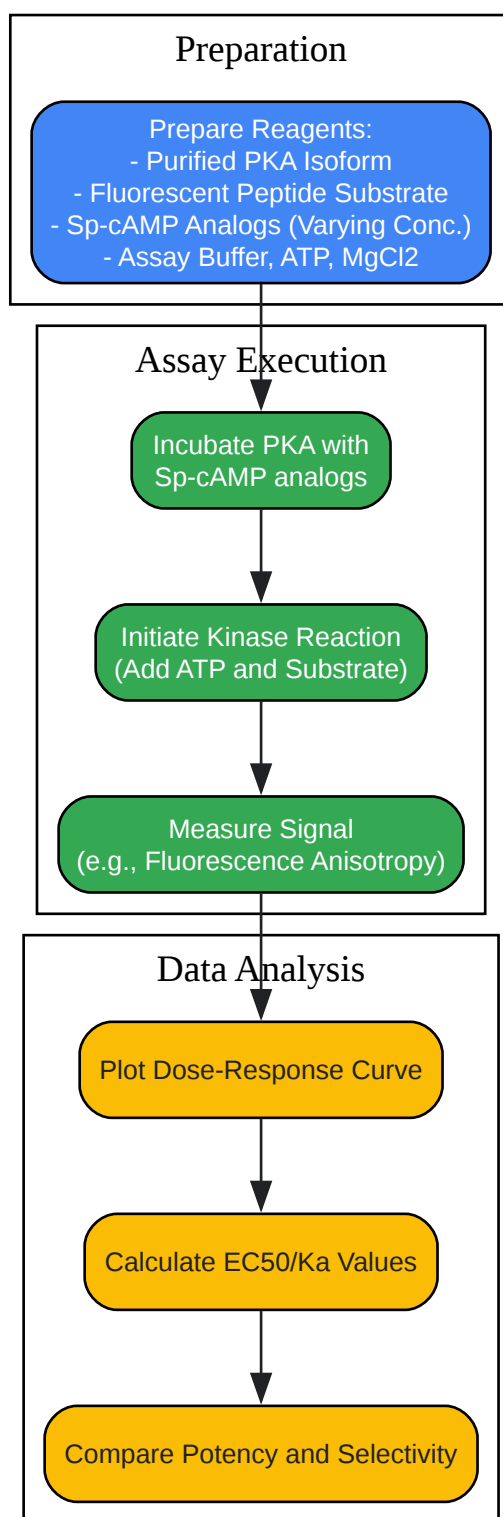 Preparation
Prepare Reagents:
- Purified PKA Isoform
- Fluorescent Peptide Substrate
- Sp-cAMP Analogs (Varying Conc.)
- Assay Buffer, ATP, MgCl2
Assay Execution
Incubate PKA with
Sp-cAMP analogs
Initiate Kinase Reaction
(Add ATP and Substrate)
Measure Signal
(e.g., Fluorescence Anisotropy)
Data Analysis
Plot Dose-Response Curve
Calculate EC50/Ka Values
Compare Potency and Selectivity